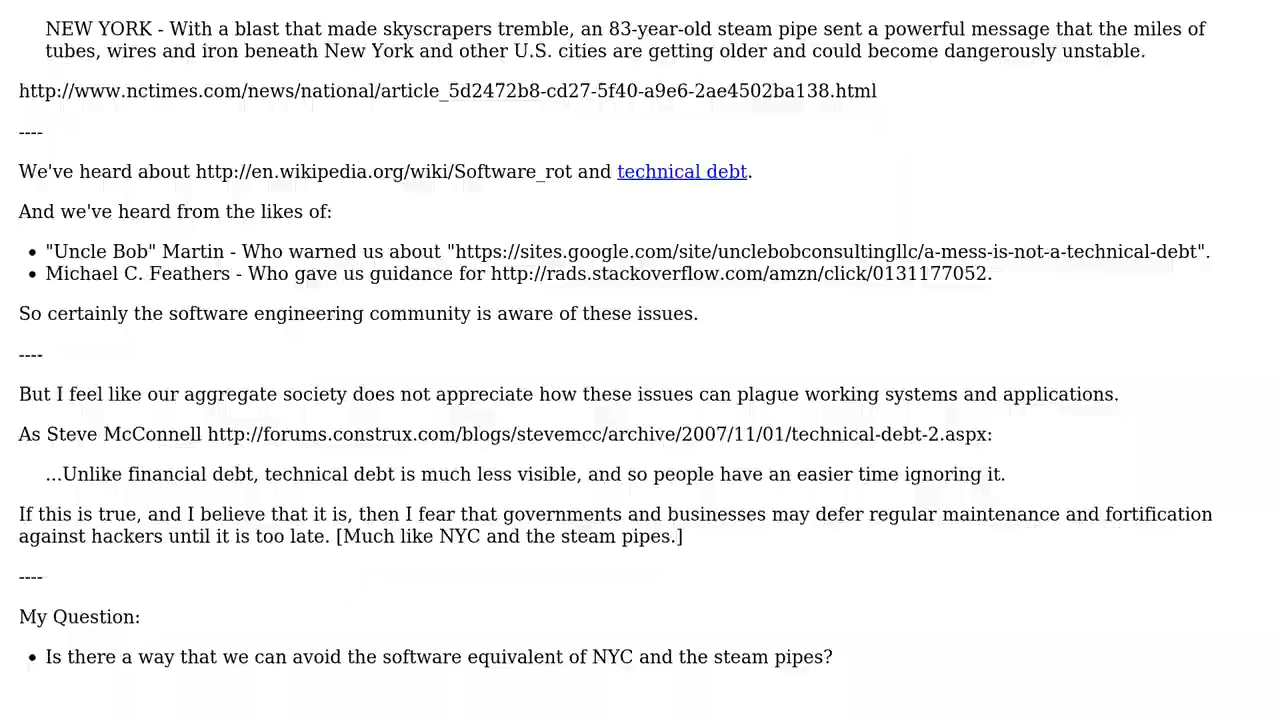 NEW YORK - With a blast that made skyscrapers tremble, an 83-year-old steam pipe sent a powerful message that the miles of
tubes, wires and iron beneath New York and other U.S. cities are getting older and could become dangerously unstable.
http://www.nctimes.com/news/national/article_5d2472b8-cd27-5f40-a9e6-2ae4502ba138.html
----
We've heard about http://en.wikipedia.org/wiki/Software_rot and technical debt.
And we've heard from the likes of:
• "Uncle Bob" Martin - Who warned us about "https://sites.google.com/site/unclebobconsultingllc/a-mess-is-not-a-technical-debt".
• Michael C. Feathers - Who gave us guidance for http://rads.stackoverflow.com/amzn/click/0131177052.
So certainly the software engineering community is aware of these issues.
----
But I feel like our aggregate society does not appreciate how these issues can plague working systems and applications.
As Steve McConnell http://forums.construx.com/blogs/stevemcc/archive/2007/11/01/technical-debt-2.aspx:
...Unlike financial debt, technical debt is much less visible, and so people have an easier time ignoring it.
If this is true, and I believe that it is, then I fear that governments and businesses may defer regular maintenance and fortification
against hackers until it is too late. [Much like NYC and the steam pipes.]
----
My Question:
• Is there a way that we can avoid the software equivalent of NYC and the steam pipes?